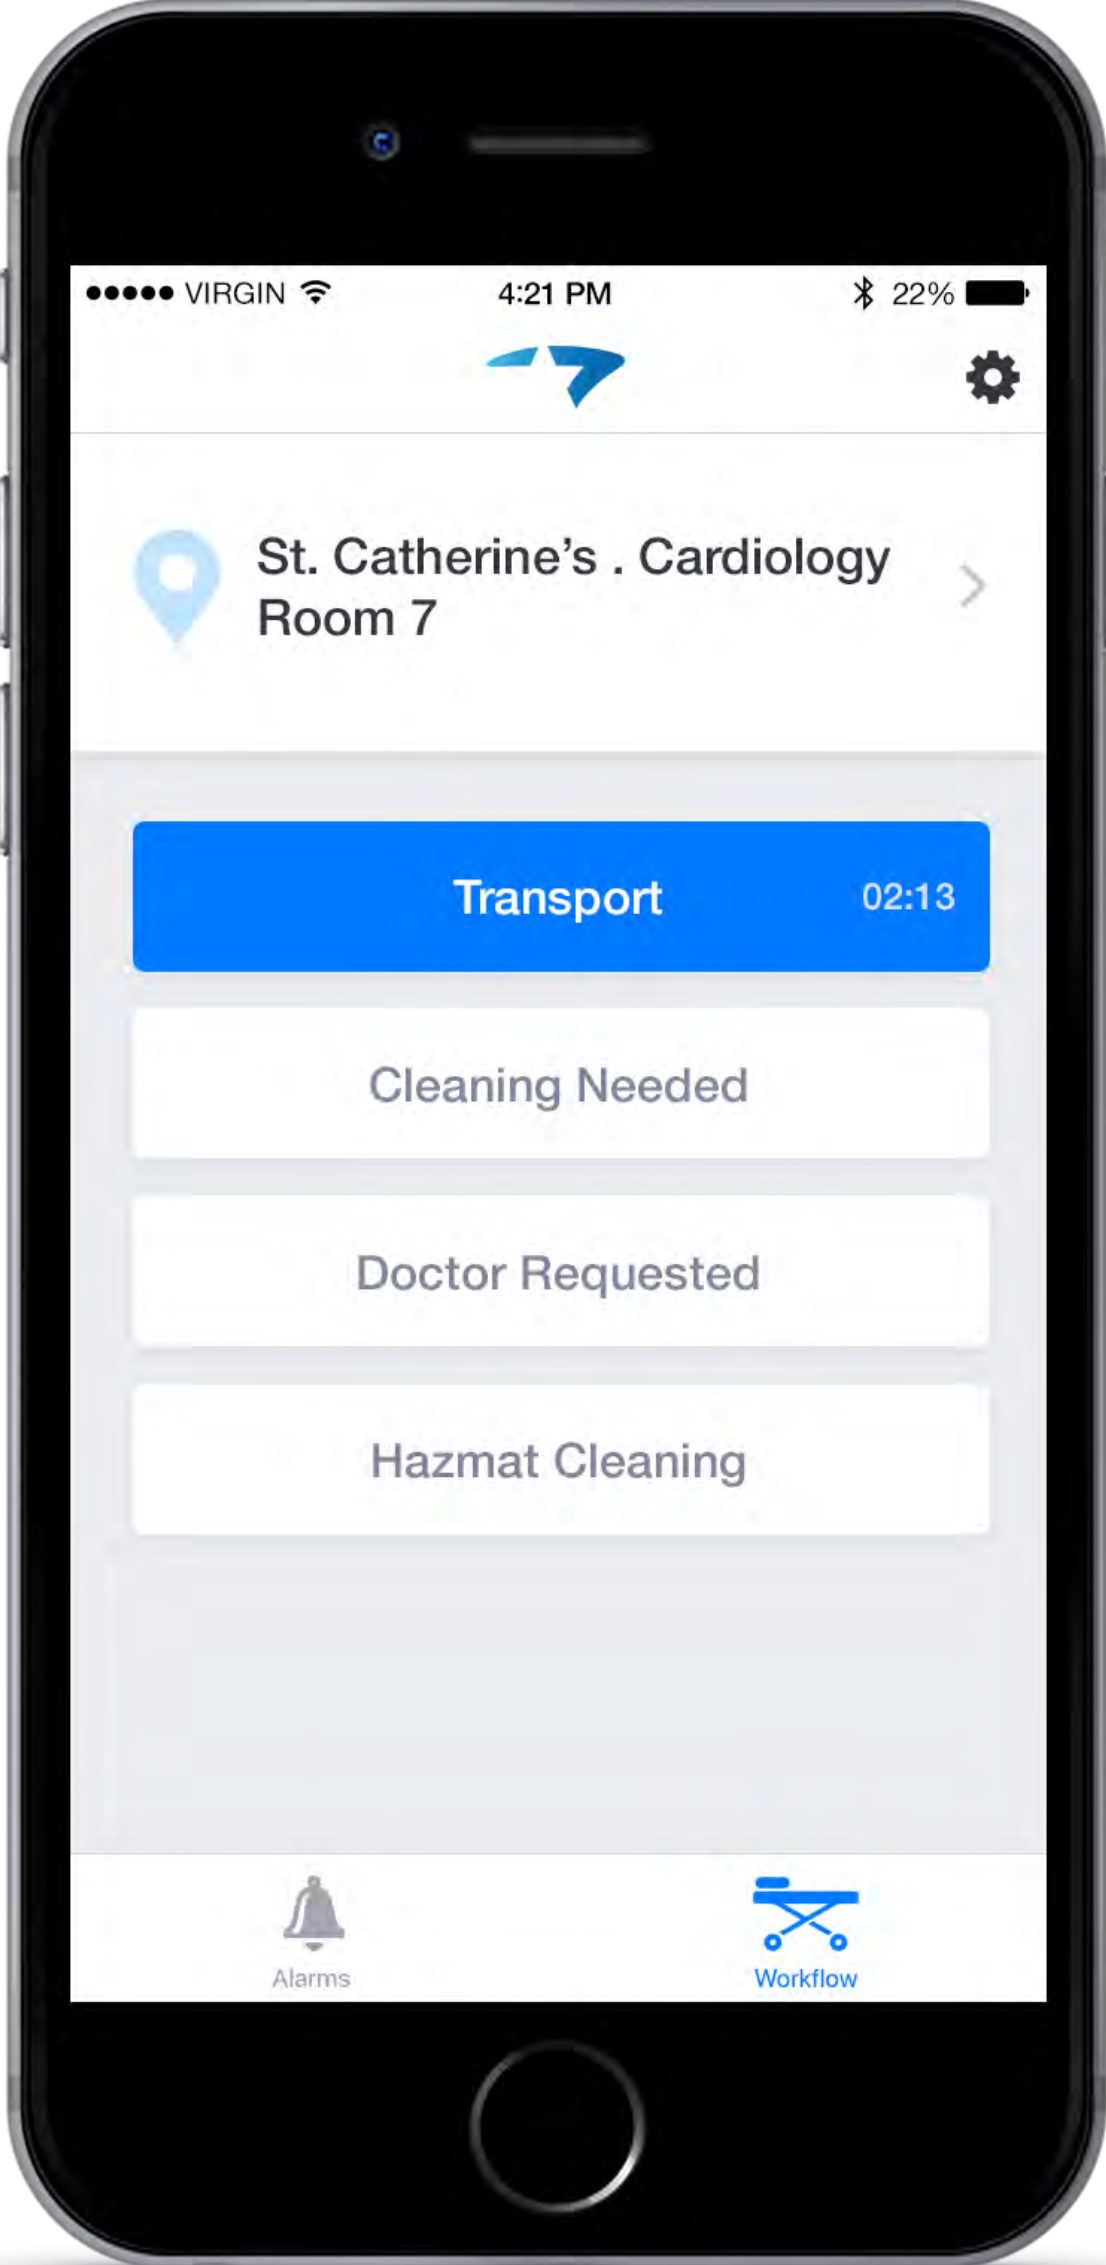 VIRGIN 4:21 PM 22%
St. Catherine’s . Cardiology
Room 7
Transport 02:13
Cleaning Needed
Doctor Requested
Hazmat Cleaning
Alarms Workflow